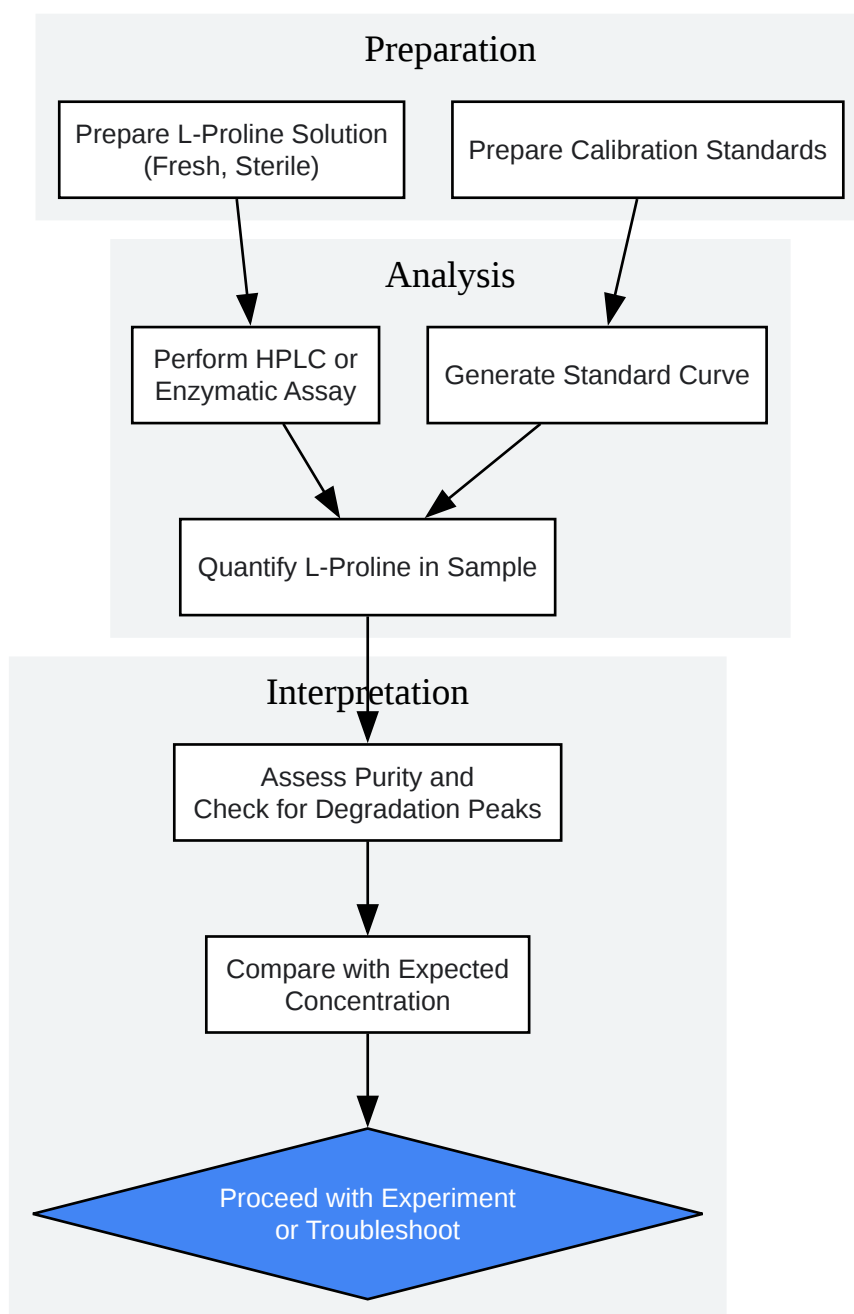 Preparation
Prepare L-Proline Solution
(Fresh, Sterile)
Prepare Calibration Standards
Analysis
Perform HPLC or
Enzymatic Assay
Generate Standard Curve
Quantify L-Proline in Sample
Interpretation
Assess Purity and
Check for Degradation Peaks
Compare with Expected
Concentration
Proceed with Experiment
or Troubleshoot